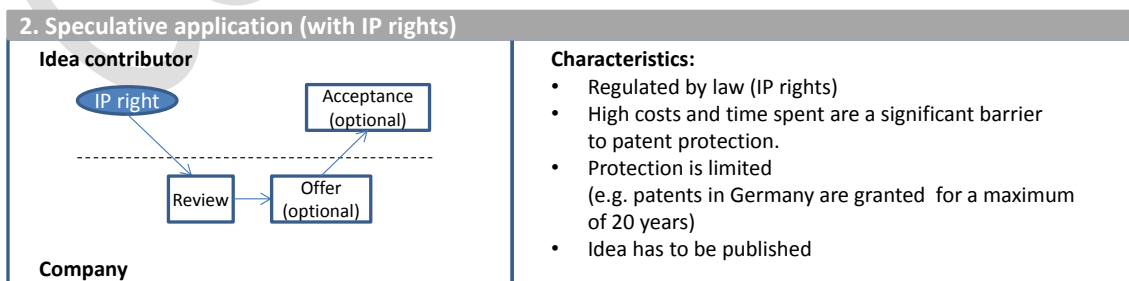 2. Speculative application (with IP rights)
Idea contributor
IP right
Acceptance
(optional)
Review
Offer
(optional)
Company
Characteristics:
• Regulated by law (IP rights)
• High costs and time spent are a significant barrier
to patent protection.
• Protection is limited
(e.g. patents in Germany are granted for a maximum
of 20 years)
• Idea has to be published